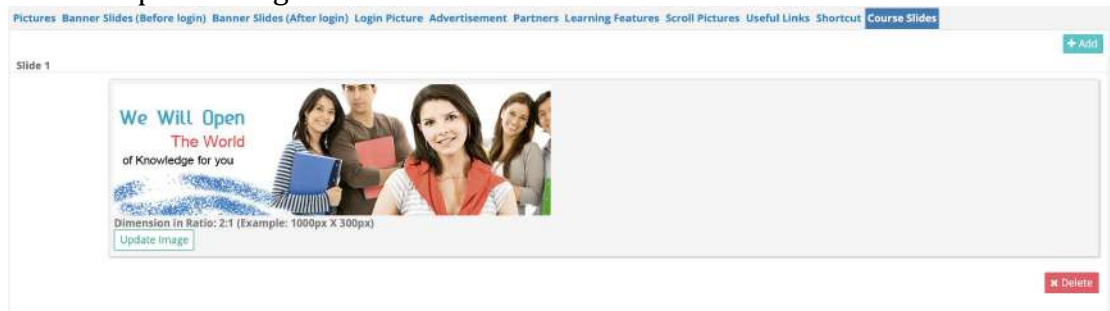 Pictures Banner Slides (Before login) Banner Slides (After login) Login Picture Advertisement Partners Learning Features Scroll Pictures Useful Links Shortcut Course Slides
+ Add
Slide 1
We Will Open
The World
of Knowledge for you
Dimension in Ratio: 2:1 (Example: 1000px X 300px)
Update Image
✖ Delete